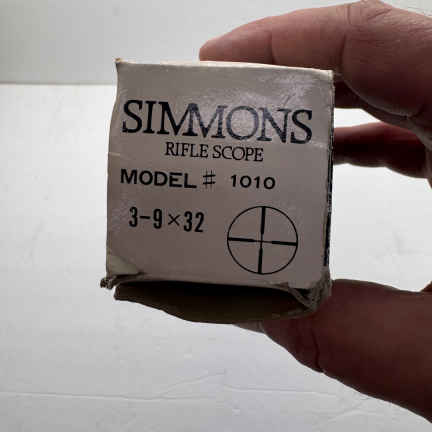 SIMMONS
RIFLE SCOPE
MODEL # 1010
3-9×32